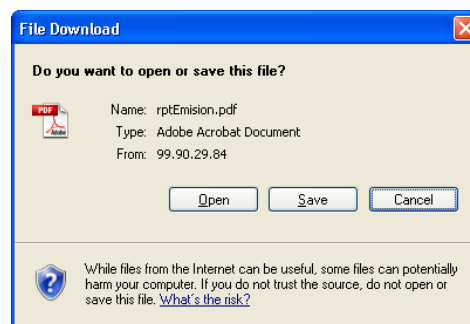 File Download
Do you want to open or save this file?
PDF
Adobe
Name: rptEmision.pdf
Type: Adobe Acrobat Document
From: 99.90.29.84
Open Save Cancel
While files from the Internet can be useful, some files can potentially
harm your computer. If you do not trust the source, do not open or
save this file. What's the risk?